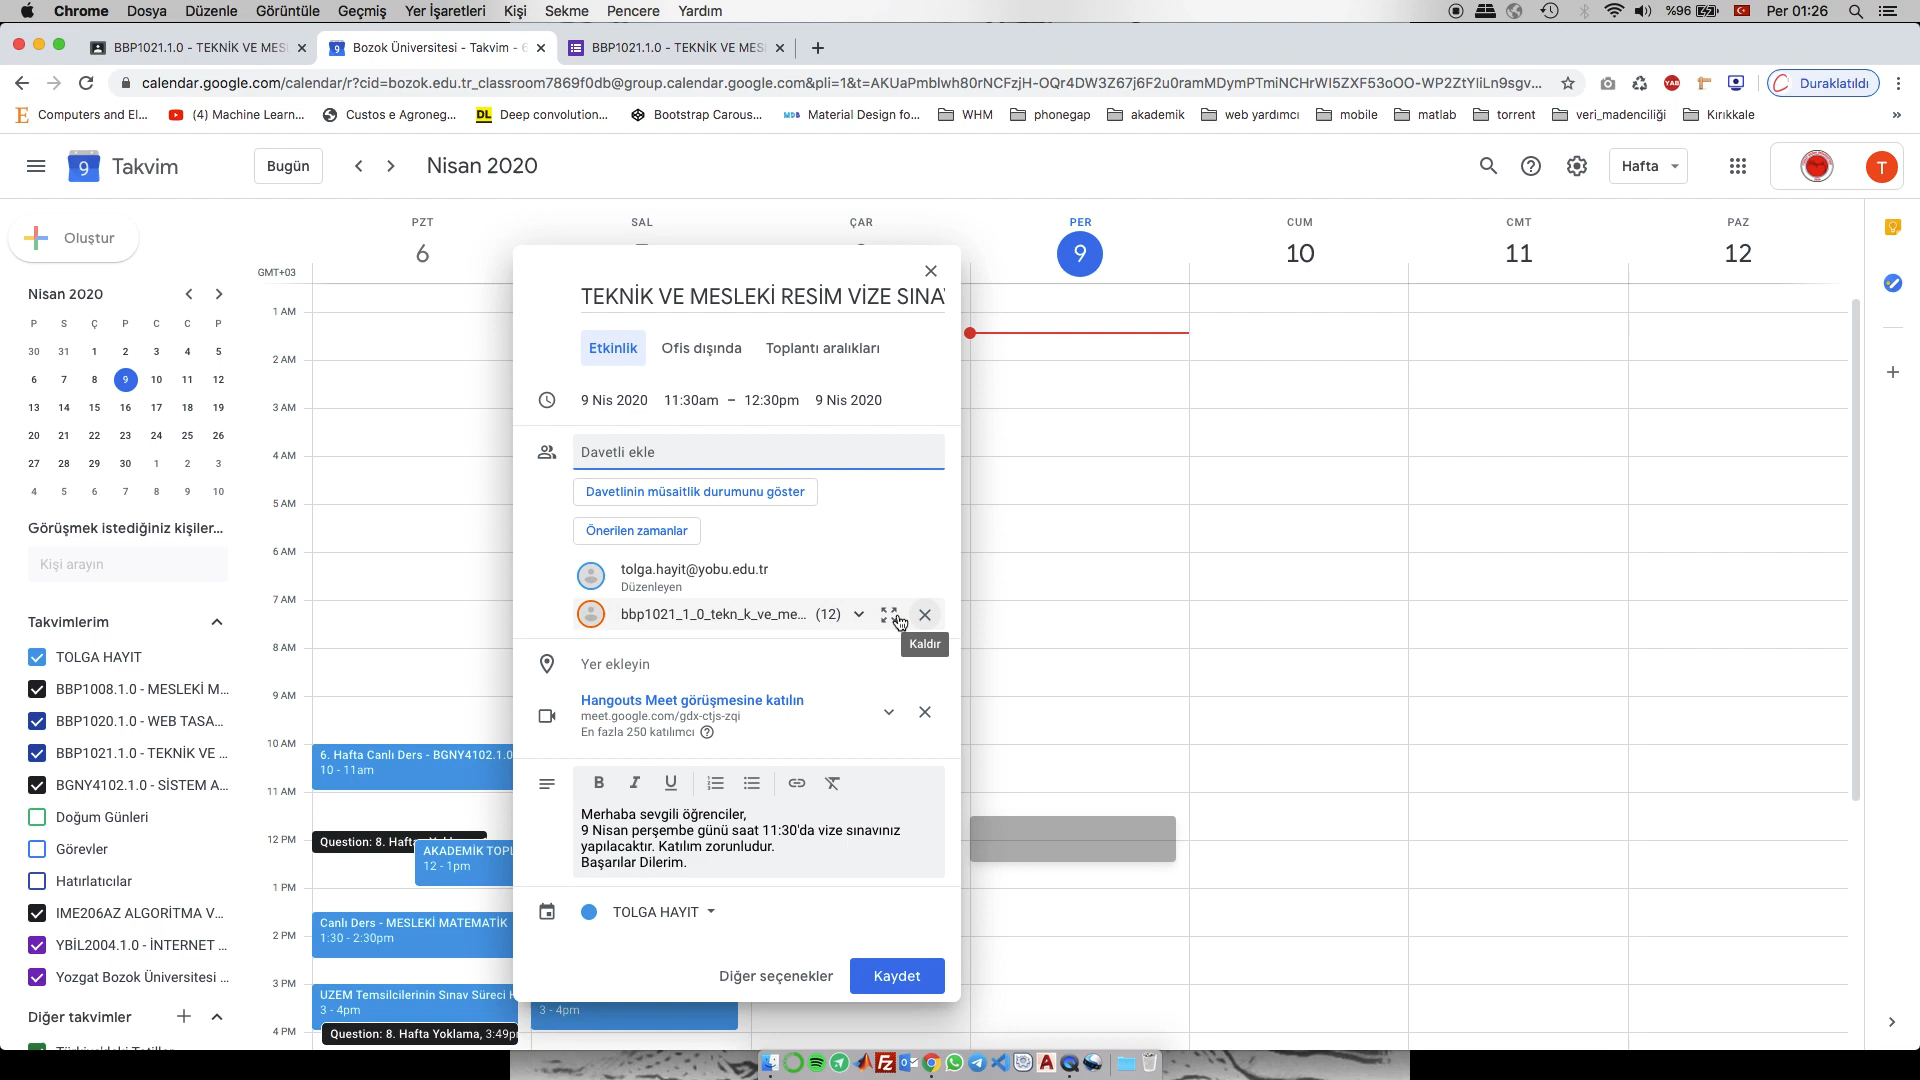 Chrome Dosya Düzenle Görüntüle Geçmiş Yer İşaretleri Kişi Sekme Pencere Yardım
%96 Per 01:26
BBP1021.1.0 - TEKNİK VE MES
Bozok Üniversitesi - Takvim - 6
BBP1021.1.0 - TEKNİK VE MES
calendar.google.com/calendar/r?cid=bozok.edu.tr_classroom7869f0db@group.calendar.google.com&pli=1&t=AKUaPmblwh80rNCFzjH-OQr4DW3Z67j6F2u0ramMDymPTmiNCHrWI5ZXF53oOO-WP2ZtYliLn9sgv...
Duraklatıldı
Computers and El...
(4) Machine Learn...
Custos e Agroneg...
Deep convolution...
Bootstrap Carous...
Material Design fo...
WHM
phonegap
akademik
web yardımcı
mobile
matlab
torrent
veri_madenciliği
Kırıkkale
9 Takvim
Bugün
Nisan 2020
Hafta
T
Oluştur
Nisan 2020
P S Ç P C C P
30 31 1 2 3 4 5
6 7 8 9 10 11 12
13 14 15 16 17 18 19
20 21 22 23 24 25 26
27 28 29 30 1 2 3
4 5 6 7 8 9 10
Görüşmek istediğiniz kişiler...
Kişi arayın
Takvimlerim
TOLGA HAYIT
BBP1008.1.0 - MESLEKİ M...
BBP1020.1.0 - WEB TASA...
BBP1021.1.0 - TEKNİK VE ...
BGNY4102.1.0 - SİSTEM A...
Doğum Günleri
Görevler
Hatırlatıcılar
IME206AZ ALGORİTMA V...
YBİL2004.1.0 - İNTERNET ...
Yozgat Bozok Üniversitesi ...
Diğer takvimler
PZT SAL ÇAR PER CUM CMT PAZ
6 9 10 11 12
GMT+03
1 AM
2 AM
3 AM
4 AM
5 AM
6 AM
7 AM
8 AM
9 AM
10 AM
11 AM
12 PM
1 PM
2 PM
3 PM
4 PM
6. Hafta Canlı Ders - BGNY4102.1.0
10 - 11am
Question: 8. Hafta
AKADEMİK TOPL
12 - 1pm
Canlı Ders - MESLEKİ MATEMATİK
1:30 - 2:30pm
UZEM Temsilcilerinin Sınav Süreci
3 - 4pm
Question: 8. Hafta Yoklama, 3:49p
3 - 4pm
TEKNİK VE MESLEKİ RESİM VİZE SINA
Etkinlik Ofis dışında Toplantı aralıkları
9 Nis 2020 11:30am – 12:30pm 9 Nis 2020
Davetli ekle
Davetlinin müsaitlik durumunu göster
Önerilen zamanlar
tolga.hayit@yobu.edu.tr
Düzenleyen
bbp1021_1_0_tekn_k_ve_me... (12)
Kaldır
Yer ekleyin
Hangouts Meet görüşmesine katılın
meet.google.com/gdx-ctjs-zqi
En fazla 250 katılımcı
B I U
Merhaba sevgili öğrenciler,
9 Nisan perşembe günü saat 11:30'da vize sınavınız
yapılacaktır. Katılım zorunludur.
Başarılar Dilerim.
TOLGA HAYIT
Diğer seçenekler
Kaydet